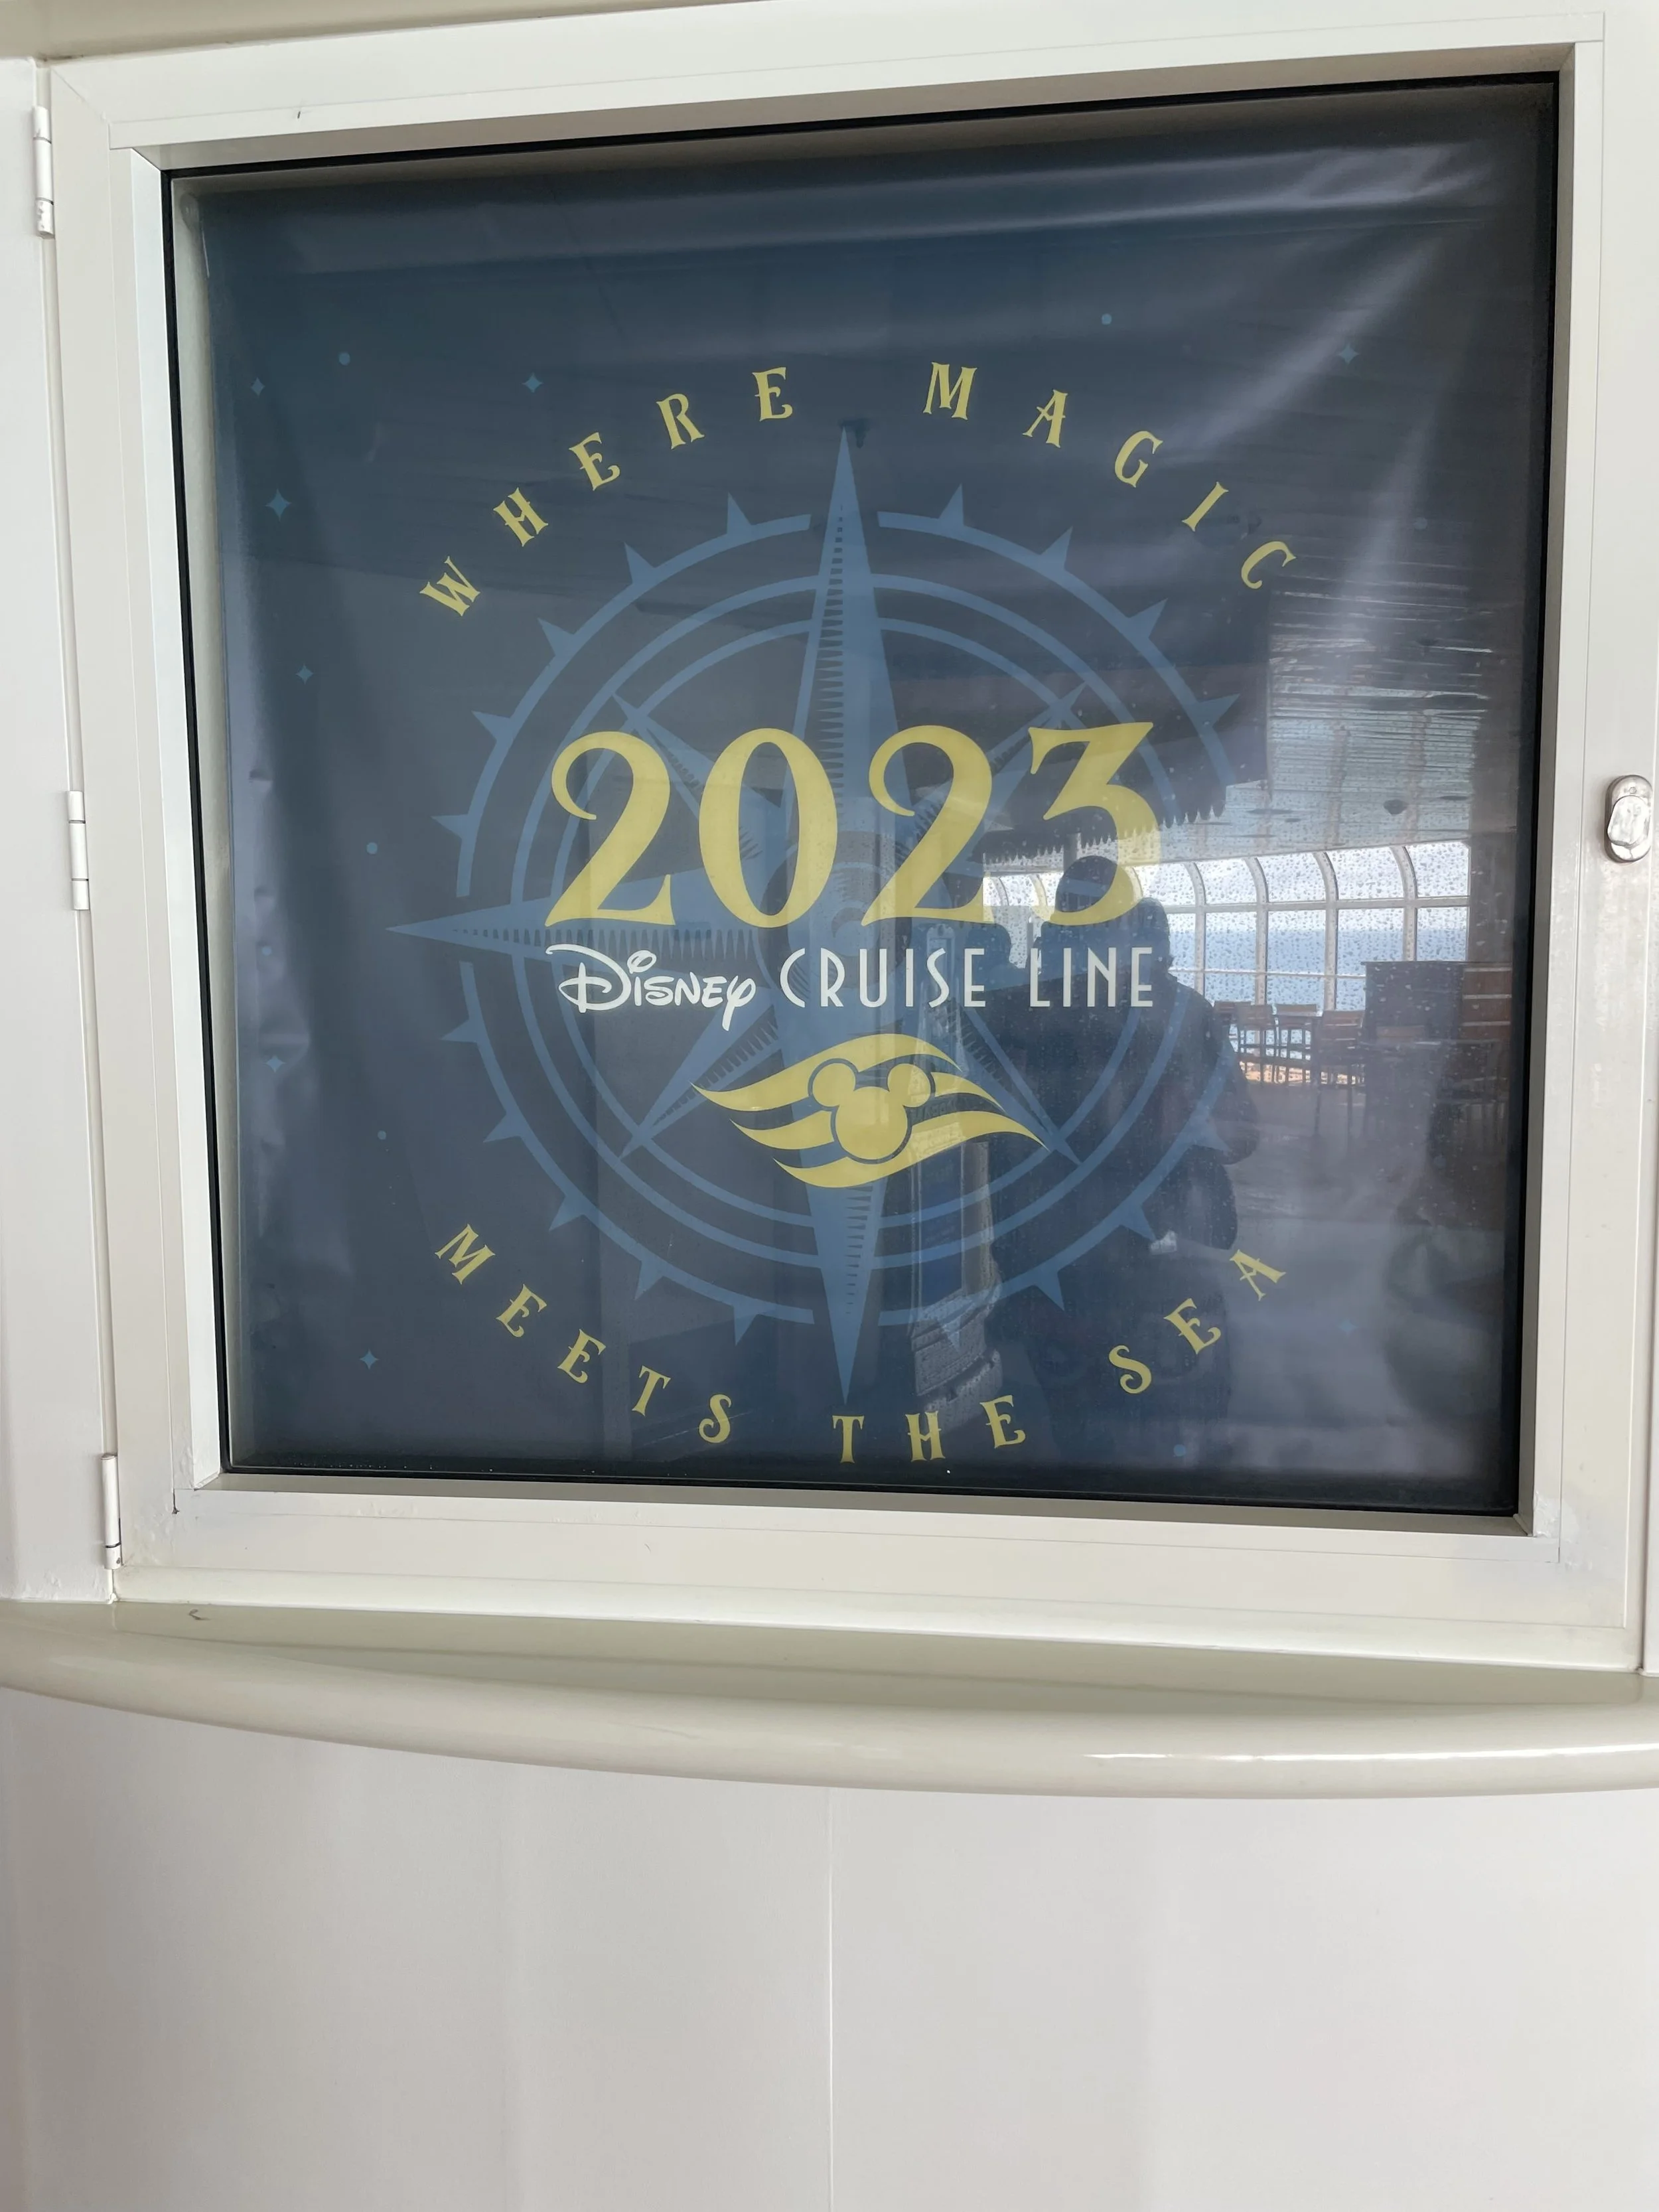 WHERE MAGIC
2023
Disney CRUISE LINE
MEETS THE SEA